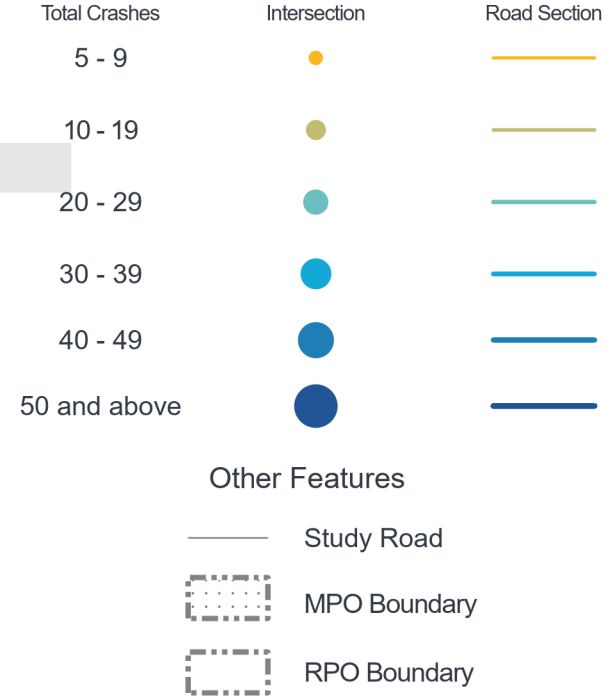 Total Crashes Intersection Road Section
5 - 9
10 - 19
20 - 29
30 - 39
40 - 49
50 and above
Other Features
Study Road
MPO Boundary
RPO Boundary